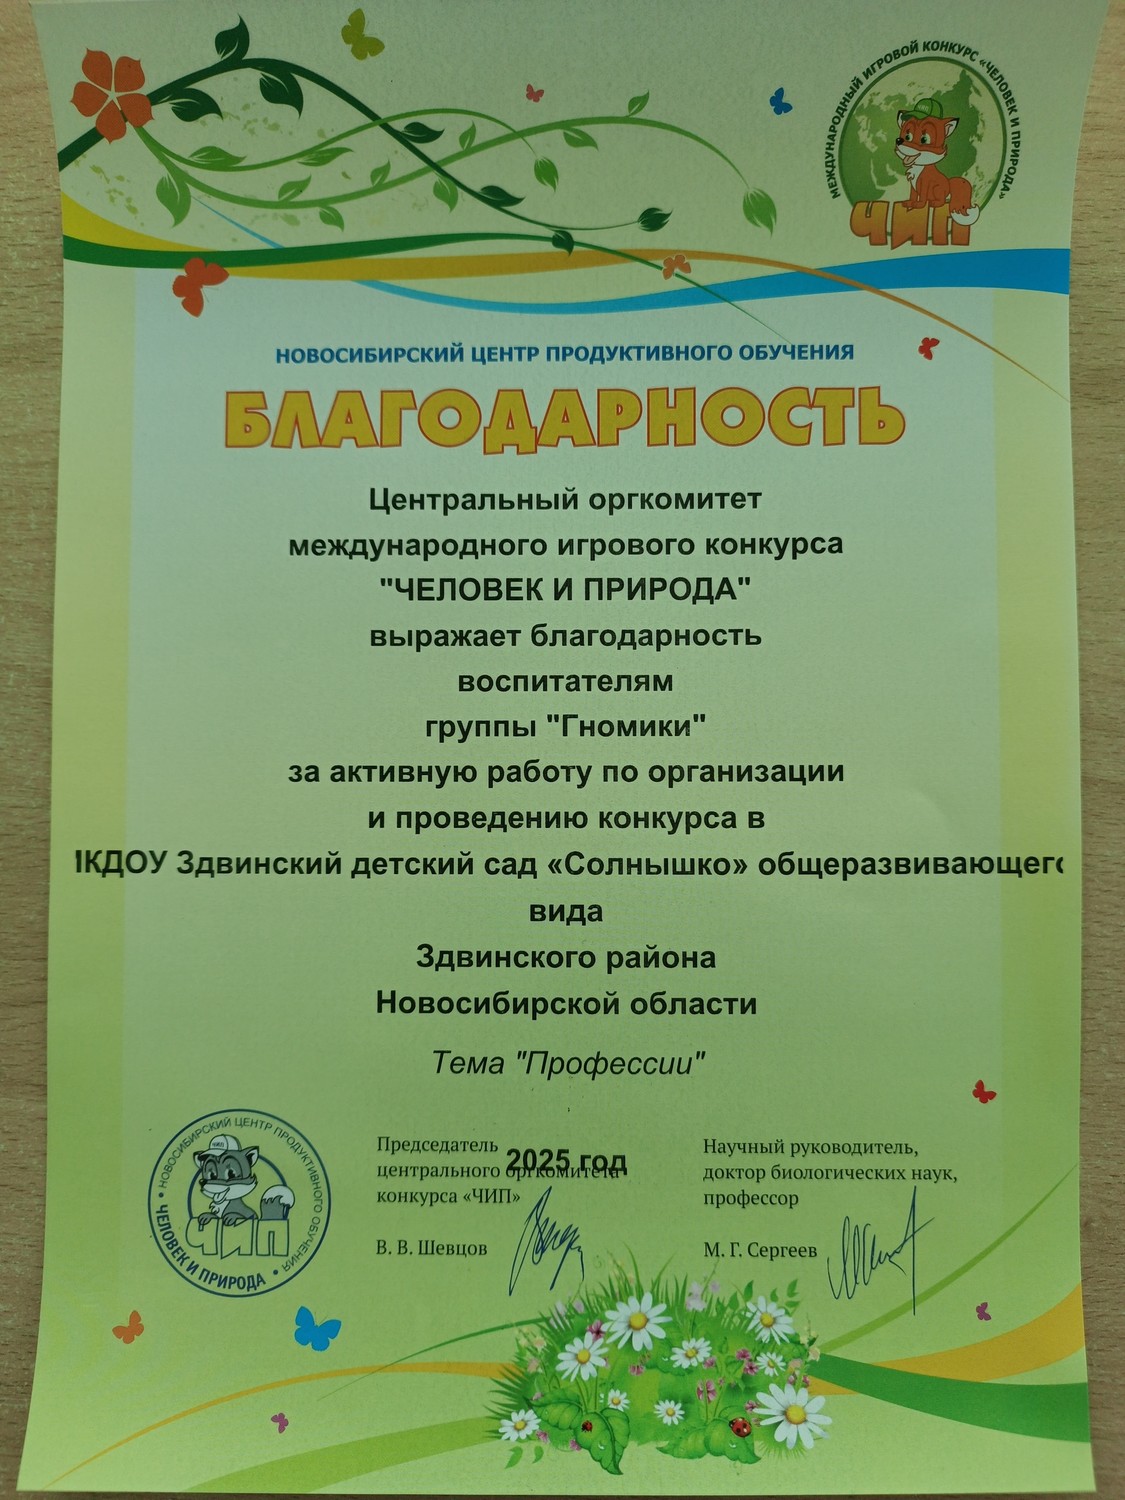 МЕЖДУНАРОДНЫЙ ИГРОВОЙ КОНКУРС «ЧЕЛОВЕК И ПРИРОДА»
ЧИП
НОВОСИБИРСКИЙ ЦЕНТР ПРОДУКТИВНОГО ОБУЧЕНИЯ
БЛАГОДАРНОСТЬ
Центральный оргкомитет
международного игрового конкурса
"ЧЕЛОВЕК И ПРИРОДА"
выражает благодарность
воспитателям
группы "Гномики"
за активную работу по организации
и проведению конкурса в
КДОУ Здвинский детский сад «Солнышко» общеразвивающего
вида
Здвинского района
Новосибирской области
Тема "Профессии"
2025 год
Председатель
центрального оргкомитета
конкурса «ЧИП»
В. В. Шевцов
Научный руководитель,
доктор биологических наук,
профессор
М. Г. Сергеев
НОВОСИБИРСКИЙ ЦЕНТР ПРОДУКТИВНОГО ОБУЧЕНИЯ
ЧИП
ЧЕЛОВЕК И ПРИРОДА